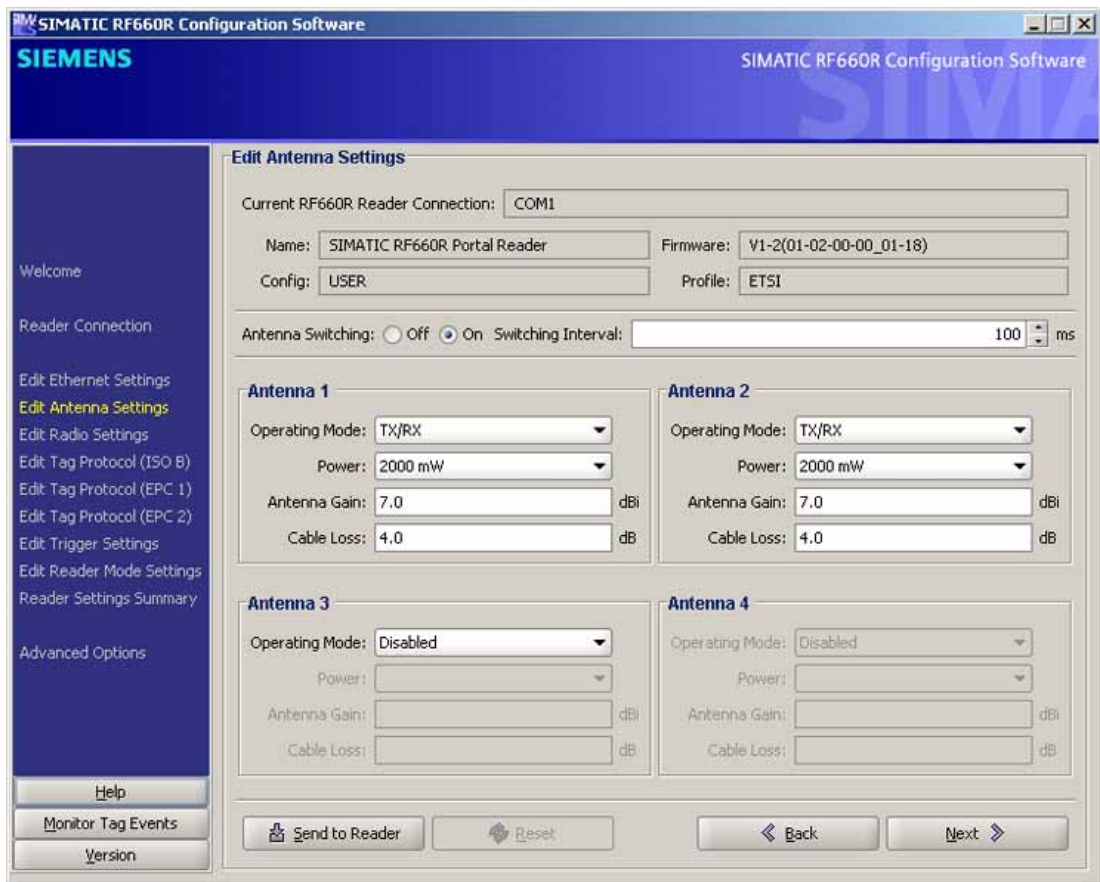 SIMATIC RF660R Configuration Software
SIEMENS
SIMATIC RF660R Configuration Software
SIMA
Welcome
Reader Connection
Edit Ethernet Settings
Edit Antenna Settings
Edit Radio Settings
Edit Tag Protocol (ISO B)
Edit Tag Protocol (EPC 1)
Edit Tag Protocol (EPC 2)
Edit Trigger Settings
Edit Reader Mode Settings
Reader Settings Summary
Advanced Options
Help
Monitor Tag Events
Version
Edit Antenna Settings
Current RF660R Reader Connection: COM1
Name: SIMATIC RF660R Portal Reader Firmware: V1-2(01-02-00-00_01-18)
Config: USER Profile: ETSI
Antenna Switching: Off On Switching Interval: 100 ms
Antenna 1
Operating Mode: TX/RX
Power: 2000 mW
Antenna Gain: 7.0 dBi
Cable Loss: 4.0 dB
Antenna 2
Operating Mode: TX/RX
Power: 2000 mW
Antenna Gain: 7.0 dBi
Cable Loss: 4.0 dB
Antenna 3
Operating Mode: Disabled
Power:
Antenna Gain: dBi
Cable Loss: dB
Antenna 4
Operating Mode: Disabled
Power:
Antenna Gain: dBi
Cable Loss: dB
Send to Reader Reset Back Next